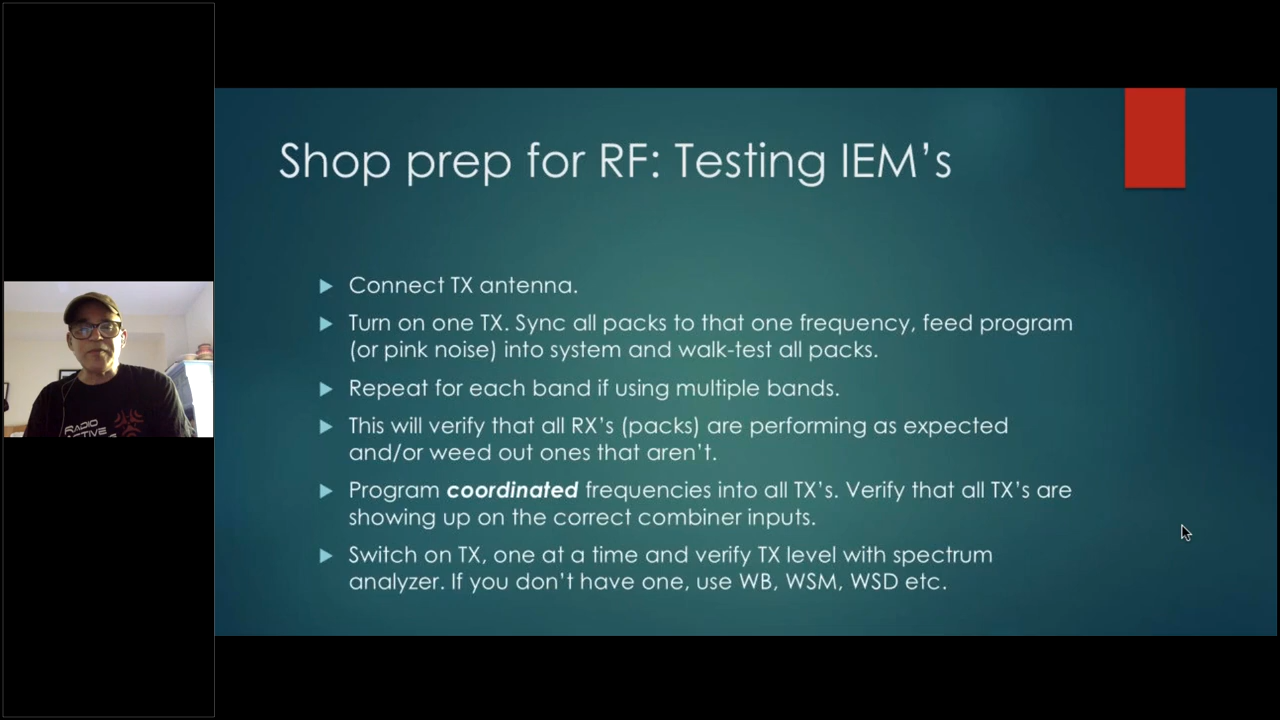 Shop prep for RF: Testing IEM's
Connect TX antenna.
Turn on one TX. Sync all packs to that one frequency, feed program
(or pink noise) into system and walk-test all packs.
Repeat for each band if using multiple bands.
This will verify that all RX's (packs) are performing as expected
and/or weed out ones that aren't.
Program coordinated frequencies into all TX's. Verify that all TX's are
showing up on the correct combiner inputs.
Switch on TX, one at a time and verify TX level with spectrum
analyzer. If you don't have one, use WB, WSM, WSD etc.
RADIO
ACTIVE